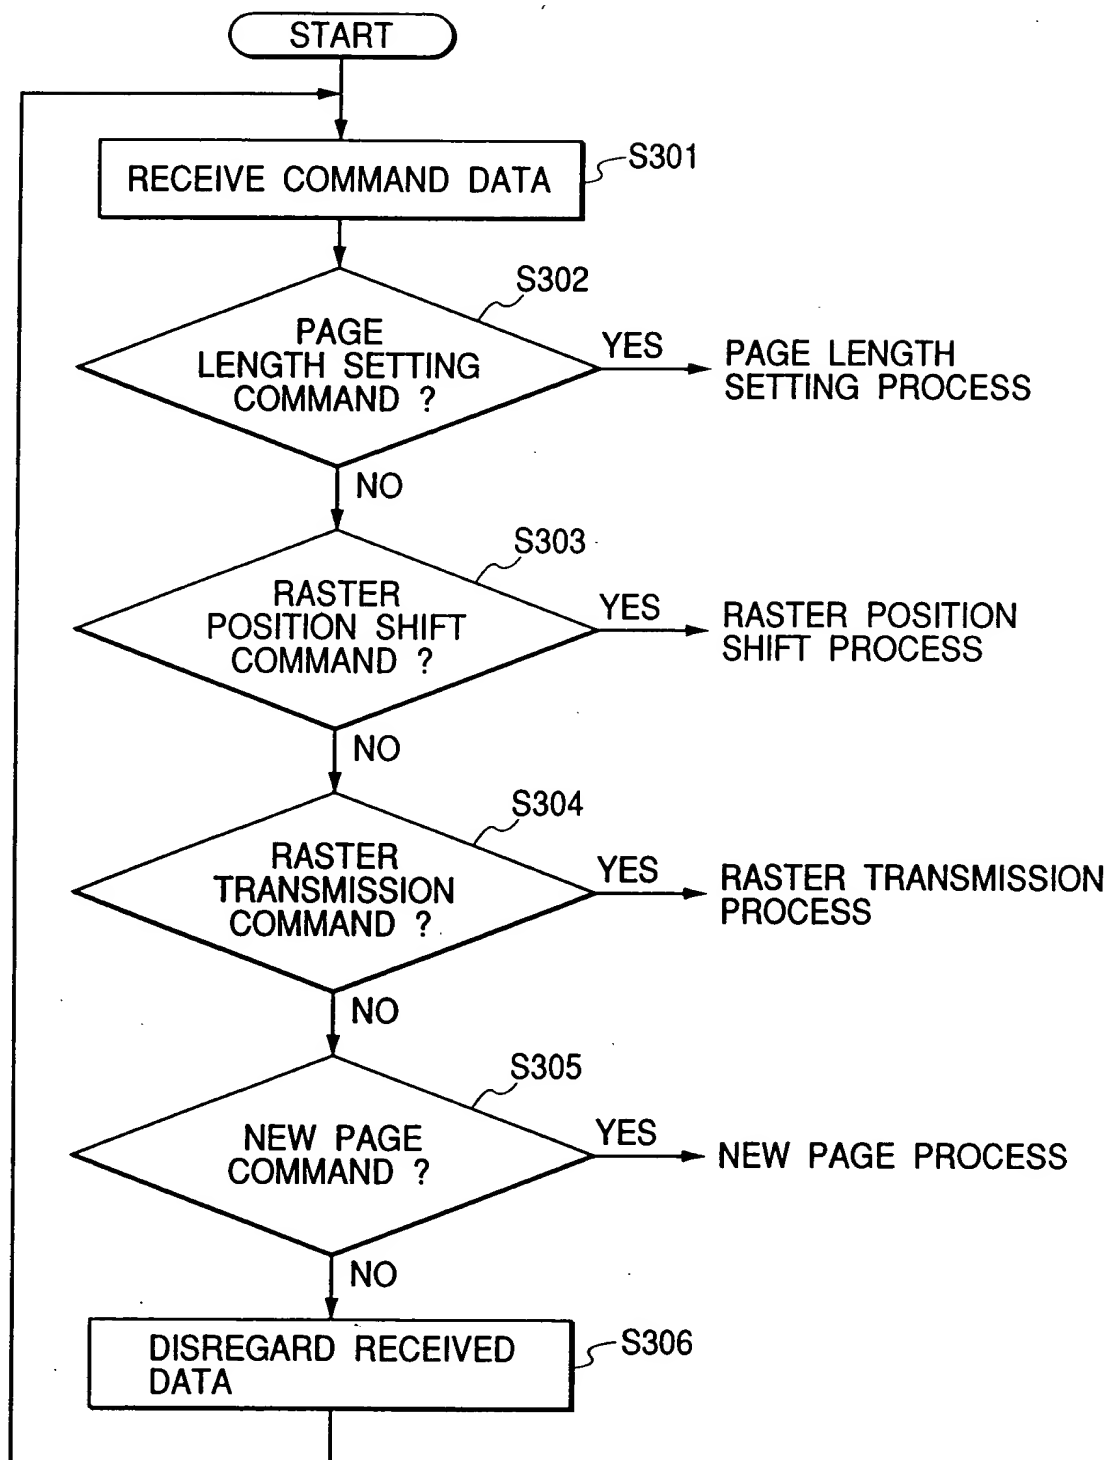 START
RECEIVE COMMAND DATA
S301
S302
PAGE
LENGTH SETTING
COMMAND ?
YES
PAGE LENGTH
SETTING PROCESS
NO
S303
RASTER
POSITION SHIFT
COMMAND ?
YES
RASTER POSITION
SHIFT PROCESS
NO
S304
RASTER
TRANSMISSION
COMMAND ?
YES
RASTER TRANSMISSION
PROCESS
NO
S305
NEW PAGE
COMMAND ?
YES
NEW PAGE PROCESS
NO
DISREGARD RECEIVED
DATA
S306